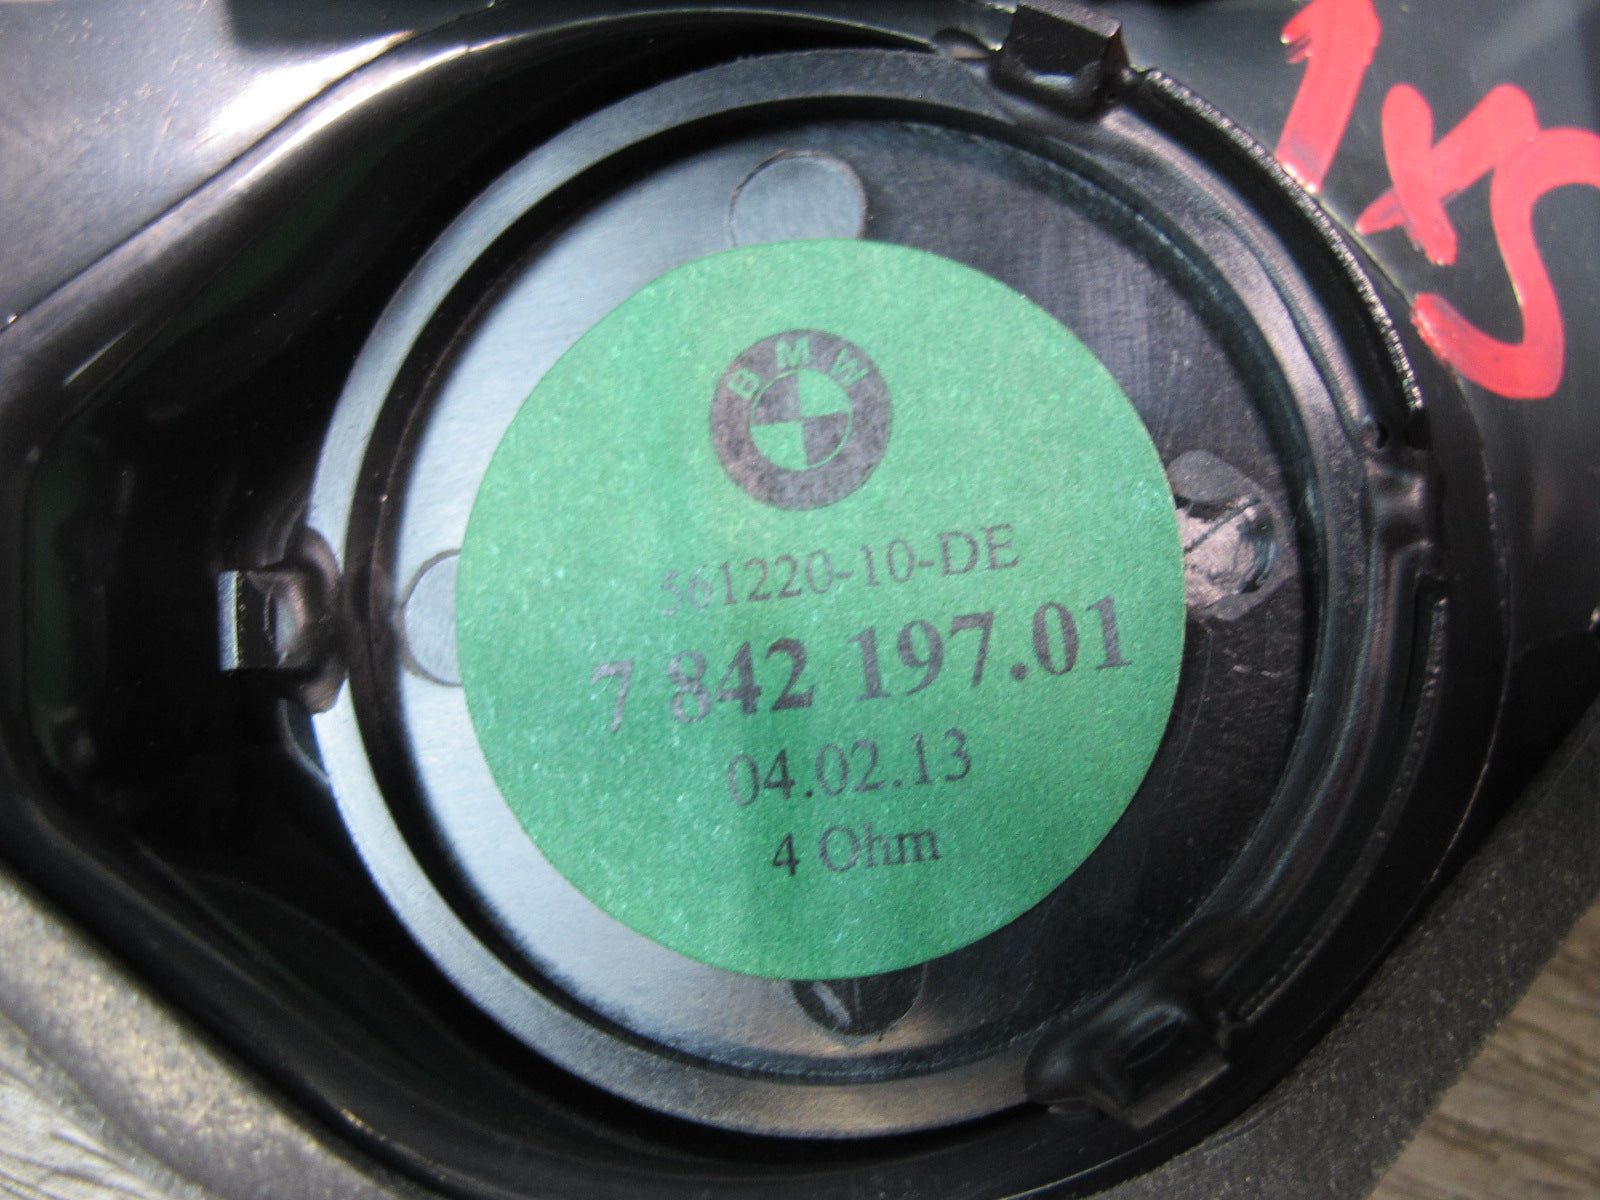 BMW
561220-10-DE
7 842 197.01
04.02.13
4 Ohm